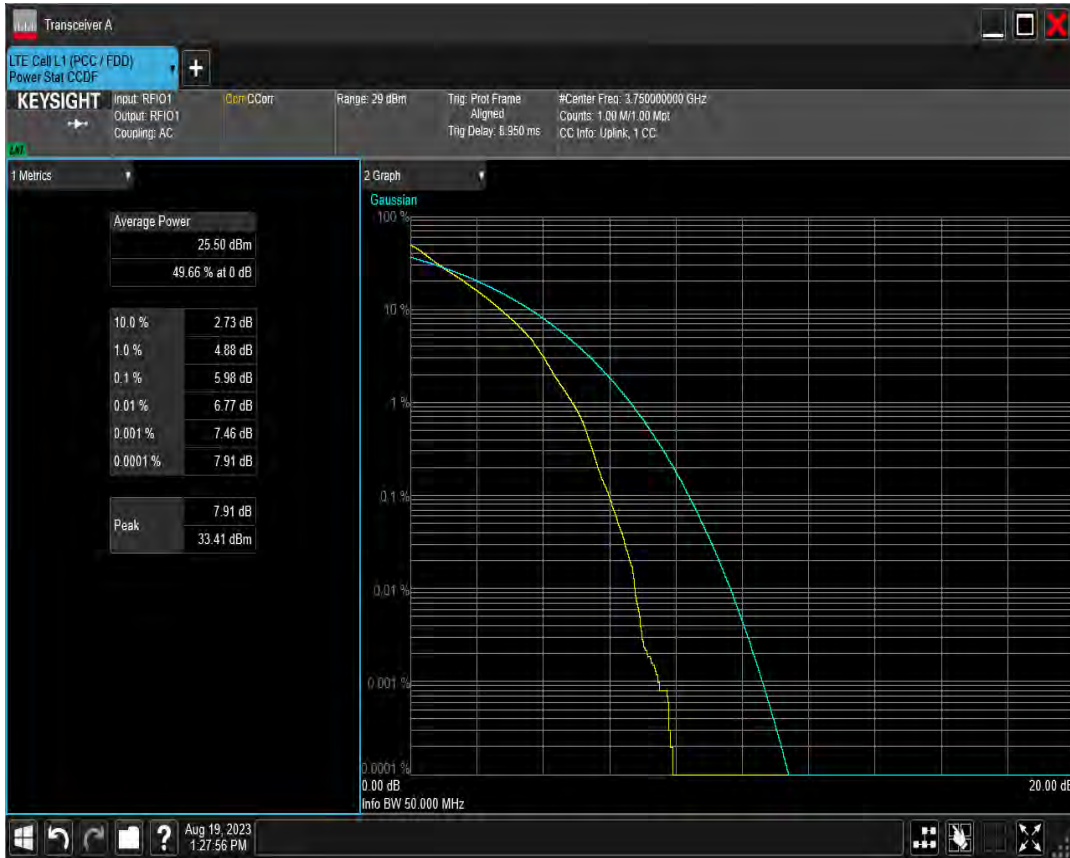 Transceiver A
LTE Cell L1 (PCC / FDD)
Power Stat CCDF
+
KEYSIGHT
Input: RFIO1
Output: RFIO1
Coupling: AC
Corr CCorr
Range: 29 dBm
Trig: Prot Frame
Aligned
Trig Delay: 8.950 ms
#Center Freq: 3.750000000 GHz
Counts: 1.00 M/1.00 Mpt
CC Info: Uplink, 1 CC
1 Metrics
Average Power
25.50 dBm
49.66 % at 0 dB
10.0 % 2.73 dB
1.0 % 4.88 dB
0.1 % 5.98 dB
0.01 % 6.77 dB
0.001 % 7.46 dB
0.0001 % 7.91 dB
Peak
7.91 dB
33.41 dBm
2 Graph
Gaussian
100 %
10 %
1 %
0.1 %
0.01 %
0.001 %
0.0001 %
0.00 dB
20.00 dB
Info BW 50.000 MHz
?
Aug 19, 2023
1:27:56 PM